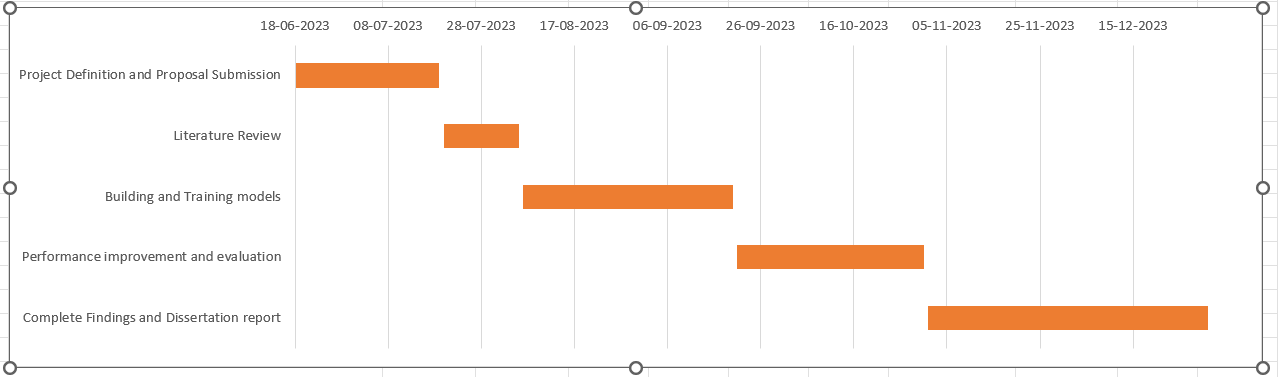 18-06-2023 08-07-2023 28-07-2023 17-08-2023 06-09-2023 26-09-2023 16-10-2023 05-11-2023 25-11-2023 15-12-2023
Project Definition and Proposal Submission
Literature Review
Building and Training models
Performance improvement and evaluation
Complete Findings and Dissertation report